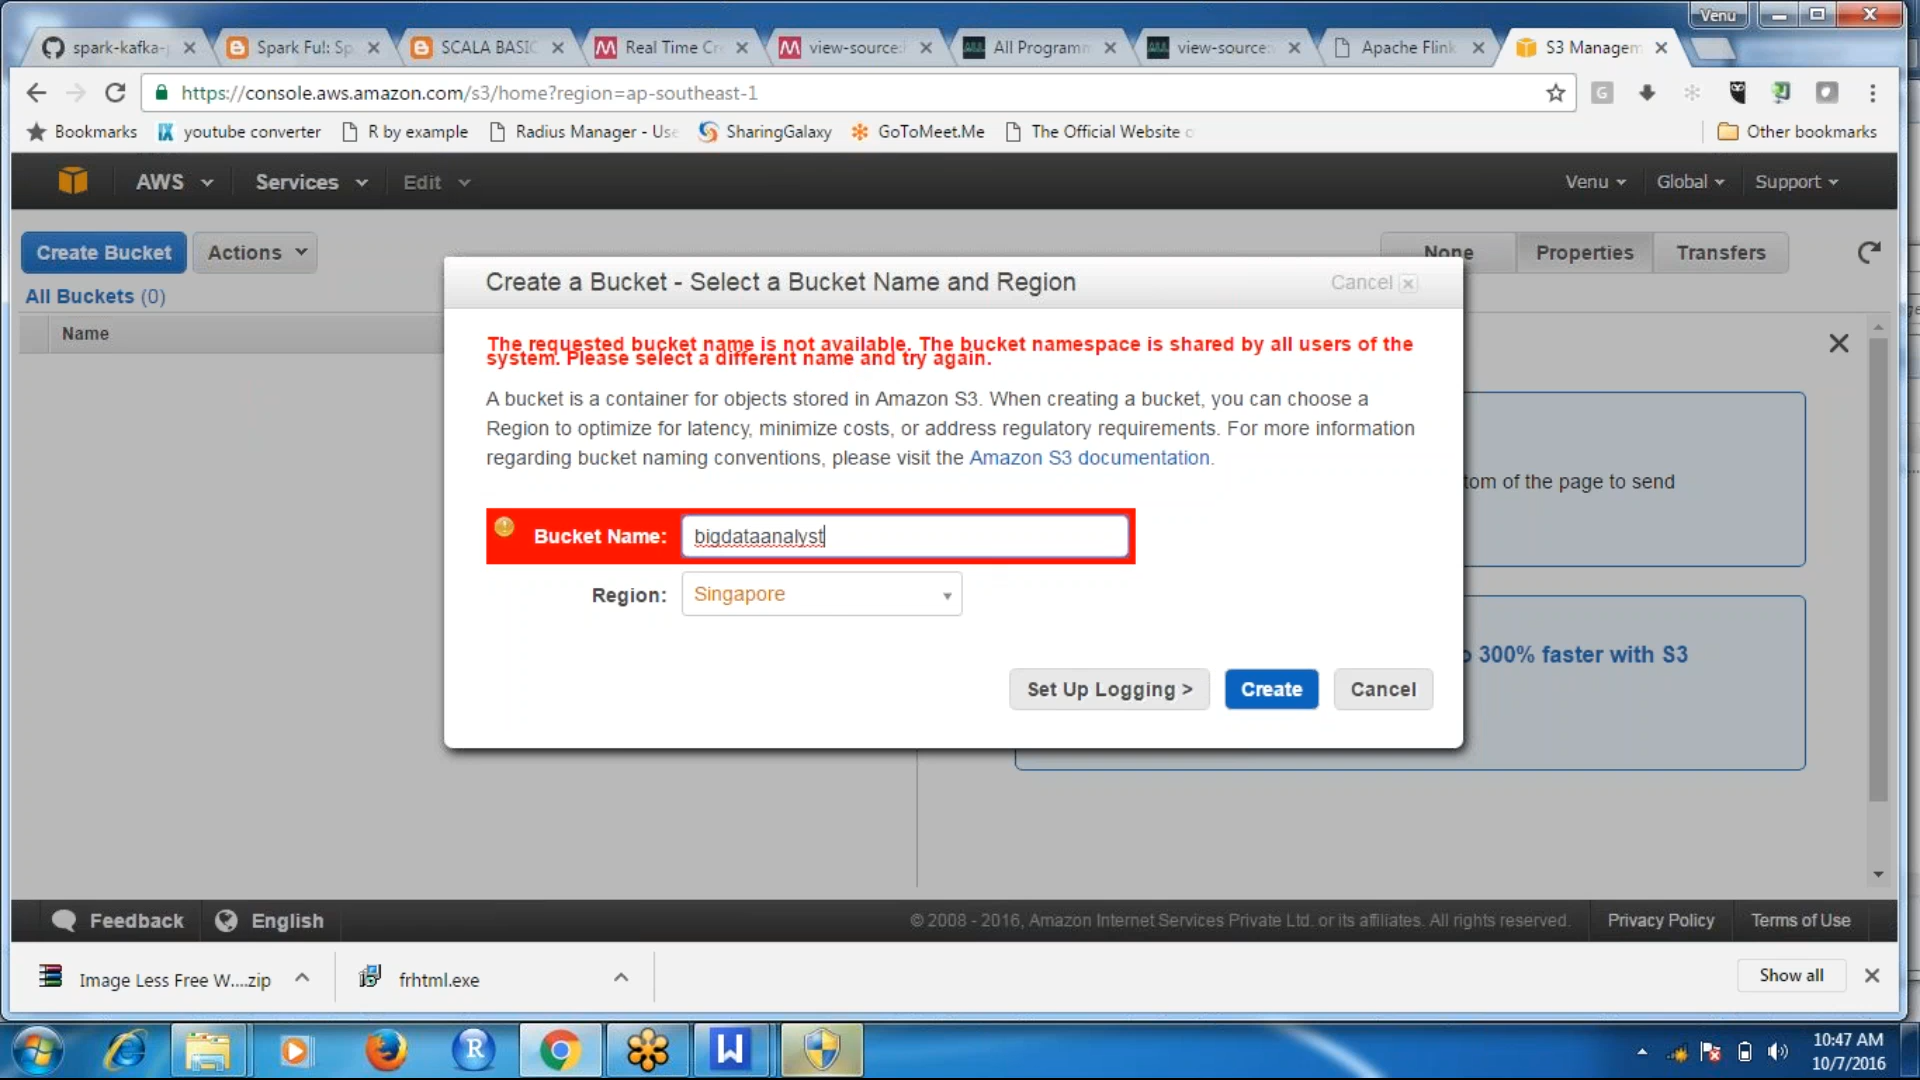 Venu
spark-kafka-
Spark Ful: Sp
SCALA BASIC
Real Time Cr
view-source:
All Programm
view-source:
Apache Flink
S3 Managem
https://console.aws.amazon.com/s3/home?region=ap-southeast-1
Bookmarks
youtube converter
R by example
Radius Manager - Use
SharingGalaxy
GoToMeet.Me
The Official Website o
Other bookmarks
AWS
Services
Edit
Venu
Global
Support
Create Bucket
Actions
None
Properties
Transfers
All Buckets (0)
Name
Create a Bucket - Select a Bucket Name and Region
Cancel
The requested bucket name is not available. The bucket namespace is shared by all users of the
system. Please select a different name and try again.
A bucket is a container for objects stored in Amazon S3. When creating a bucket, you can choose a
Region to optimize for latency, minimize costs, or address regulatory requirements. For more information
regarding bucket naming conventions, please visit the Amazon S3 documentation.
tom of the page to send
Bucket Name: bigdataanalyst
Region: Singapore
300% faster with S3
Set Up Logging >
Create
Cancel
Feedback
English
© 2008 - 2016, Amazon Internet Services Private Ltd. or its affiliates. All rights reserved.
Privacy Policy
Terms of Use
Image Less Free W....zip
frhtml.exe
Show all
10:47 AM
10/7/2016